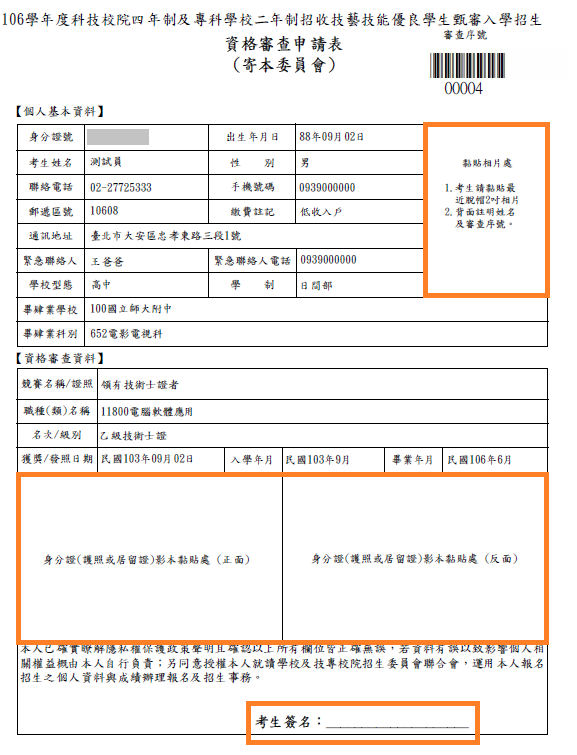 106學年度科技校院四年制及專科學校二年制招收技藝技能優良學生甄審入學招生
資格審查申請表
(寄本委員會)
審查序號
00004
【個人基本資料】
身分證號 出生年月日 88年09月02日
考生姓名 測試員 性 別 男
聯絡電話 02-27725333 手機號碼 0939000000
郵遞區號 10608 繳費註記 低收入戶
通訊地址 臺北市大安區忠孝東路三段1號
緊急聯絡人 王爸爸 緊急聯絡人電話 0939000000
學校型態 高中 學 制 日間部
畢肄業學校 100國立師大附中
畢肄業科別 652電影電視科
黏貼相片處
1.考生請黏貼最
近脫帽2吋相片
2.背面註明姓名
及審查序號。
【資格審查資料】
競賽名稱/證照 領有技術士證者
職種(類)名稱 11800電腦軟體應用
名次/級別 乙級技術士證
獲獎/發照日期 民國103年09月02日 入學年月 民國103年9月 畢業年月 民國106年6月
身分證(護照或居留證)影本黏貼處 (正面) 身分證(護照或居留證)影本黏貼處 (反面)
本人已確實瞭解隱私權保護政策聲明且確認以上所有欄位皆正確無誤，若資料有誤以致影響個人相
關權益概由本人自行負責；另同意授權本人就讀學校及技專校院招生委員會聯合會，運用本人報名
招生之個人資料與成績辦理報名及招生事務。
考生簽名：____________________